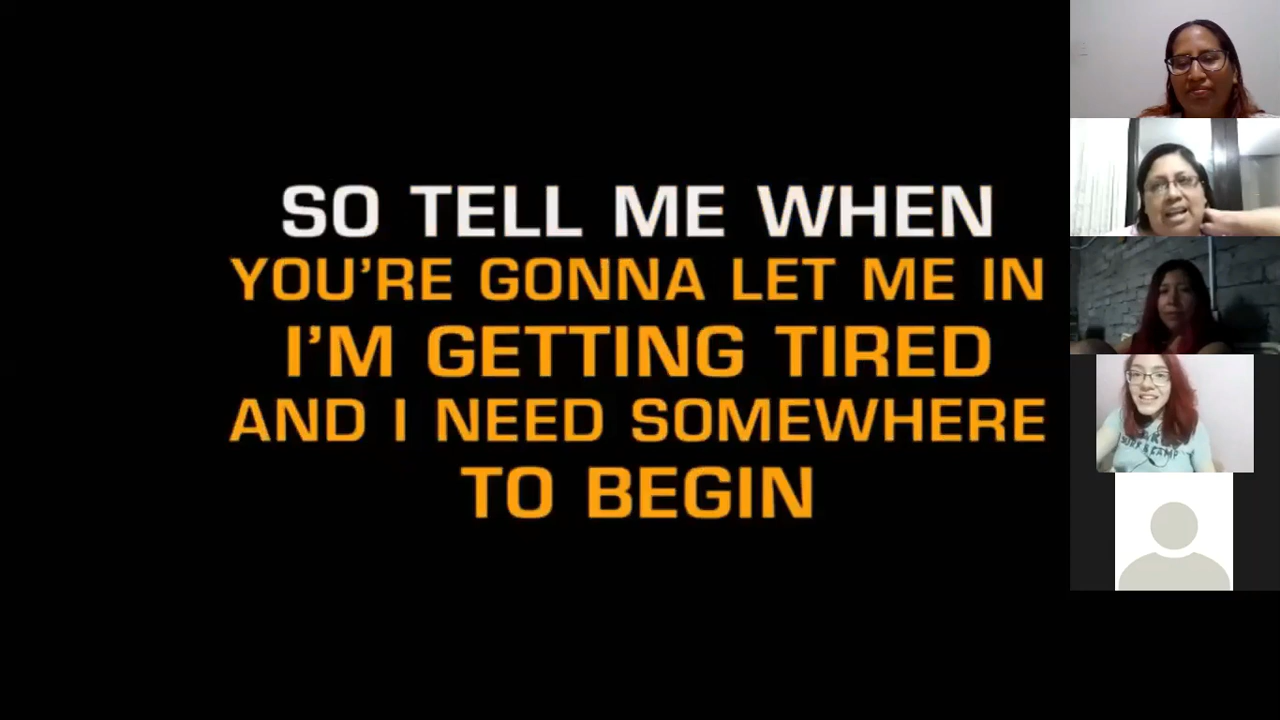 SO TELL ME WHEN
YOU'RE GONNA LET ME IN
I'M GETTING TIRED
AND I NEED SOMEWHERE
TO BEGIN